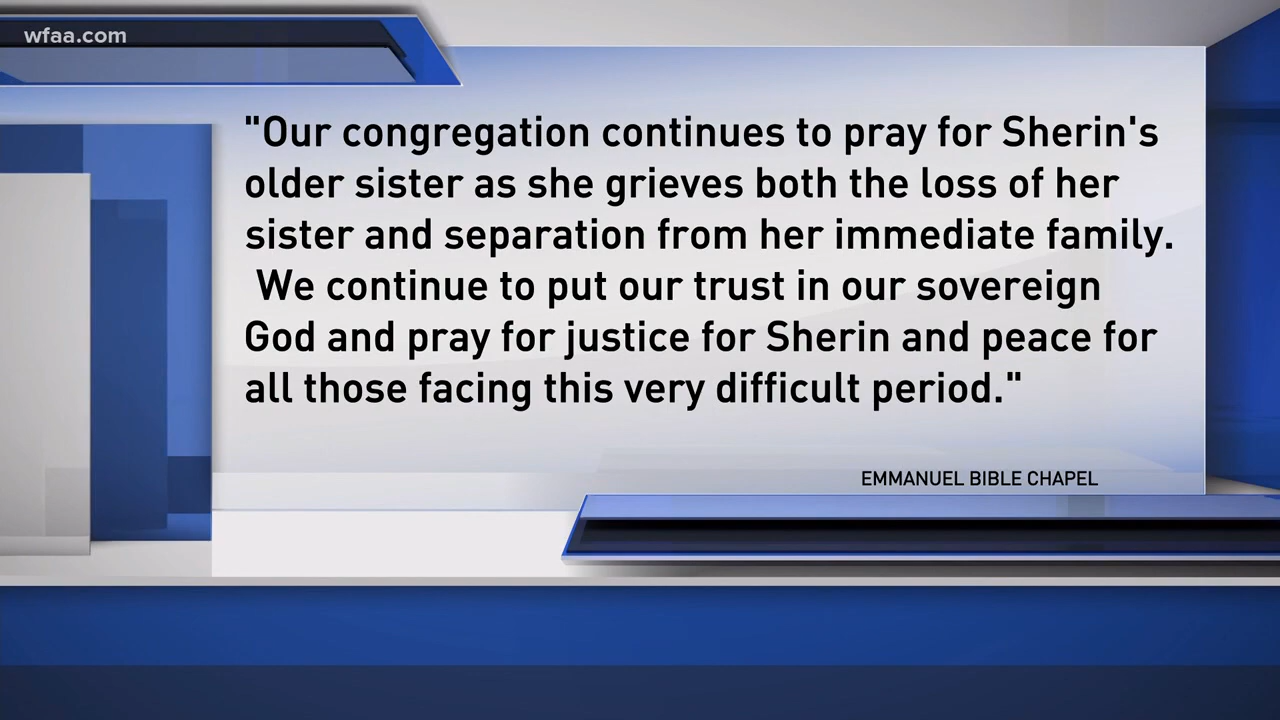 wfaa.com
"Our congregation continues to pray for Sherin's
older sister as she grieves both the loss of her
sister and separation from her immediate family.
We continue to put our trust in our sovereign
God and pray for justice for Sherin and peace for
all those facing this very difficult period."
EMMANUEL BIBLE CHAPEL